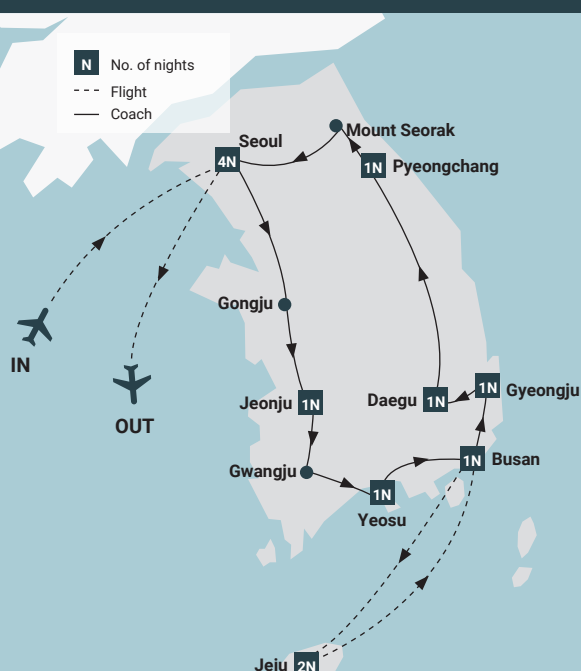 N No. of nights
Flight
Coach
Seoul
4N
Mount Seorak
1N Pyeongchang
Gongju
IN
OUT
Jeonju 1N
Daegu 1N
1N Gyeongju
Gwangju
1N Busan
1N
Yeosu
Jeju 2N